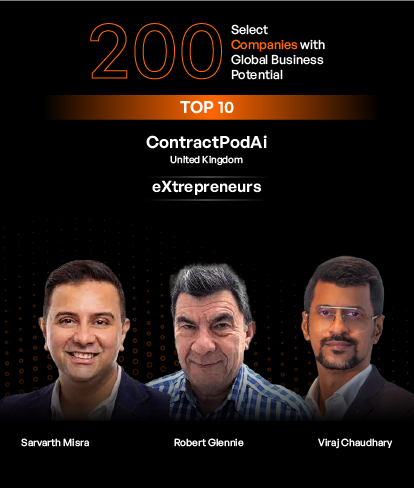 200
Select
Companies with
Global Business
Potential
TOP 10
ContractPodAi
United Kingdom
eXtrepreneurs
Sarvarth Misra
Robert Glennie
Viraj Chaudhary